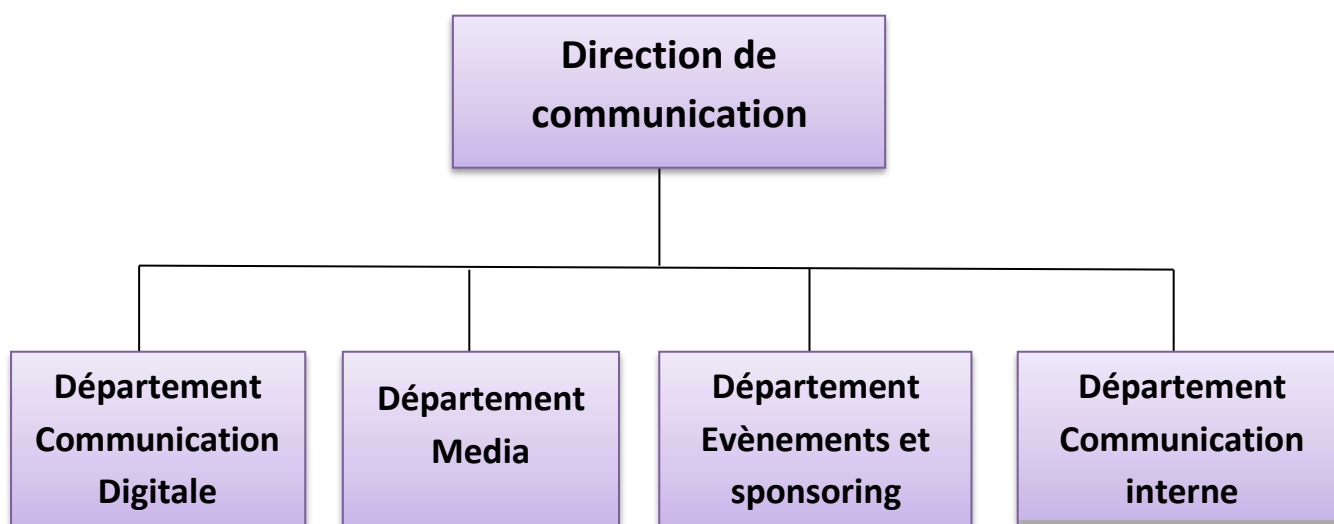 Direction de
communication
Département
Communication
Digitale
Département
Media
Département
Evènements et
sponsoring
Département
Communication
interne